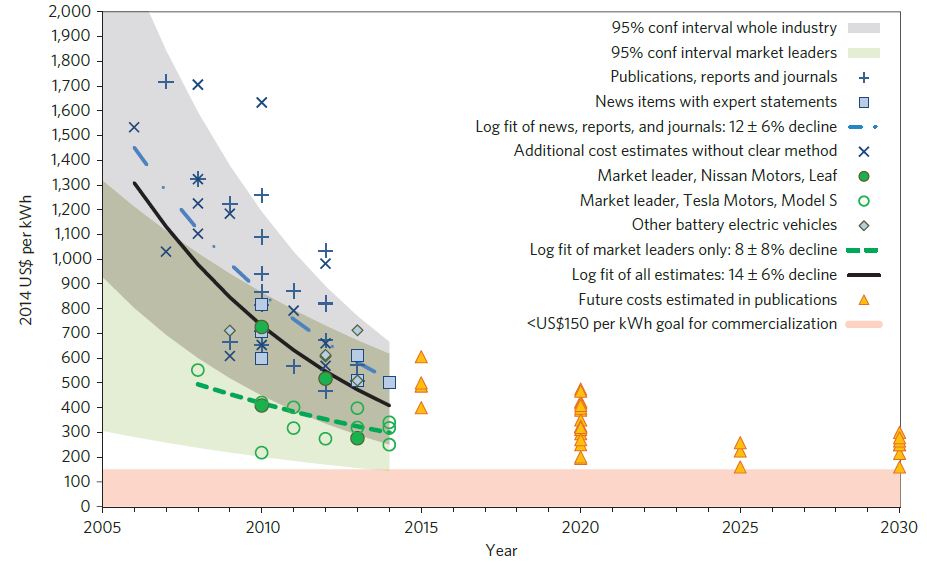 2,000
1,900
1,800
1,700
1,600
1,500
1,400
1,300
1,200
1,100
1,000
900
800
700
600
500
400
300
200
100
0
2014 US$ per kWh
95% conf interval whole industry
95% conf interval market leaders
Publications, reports and journals
News items with expert statements
Log fit of news, reports, and journals: 12 ± 6% decline
Additional cost estimates without clear method
Market leader, Nissan Motors, Leaf
Market leader, Tesla Motors, Model S
Other battery electric vehicles
Log fit of market leaders only: 8 ± 8% decline
Log fit of all estimates: 14 ± 6% decline
Future costs estimated in publications
<US$150 per kWh goal for commercialization
2005 2010 2015 2020 2025 2030
Year